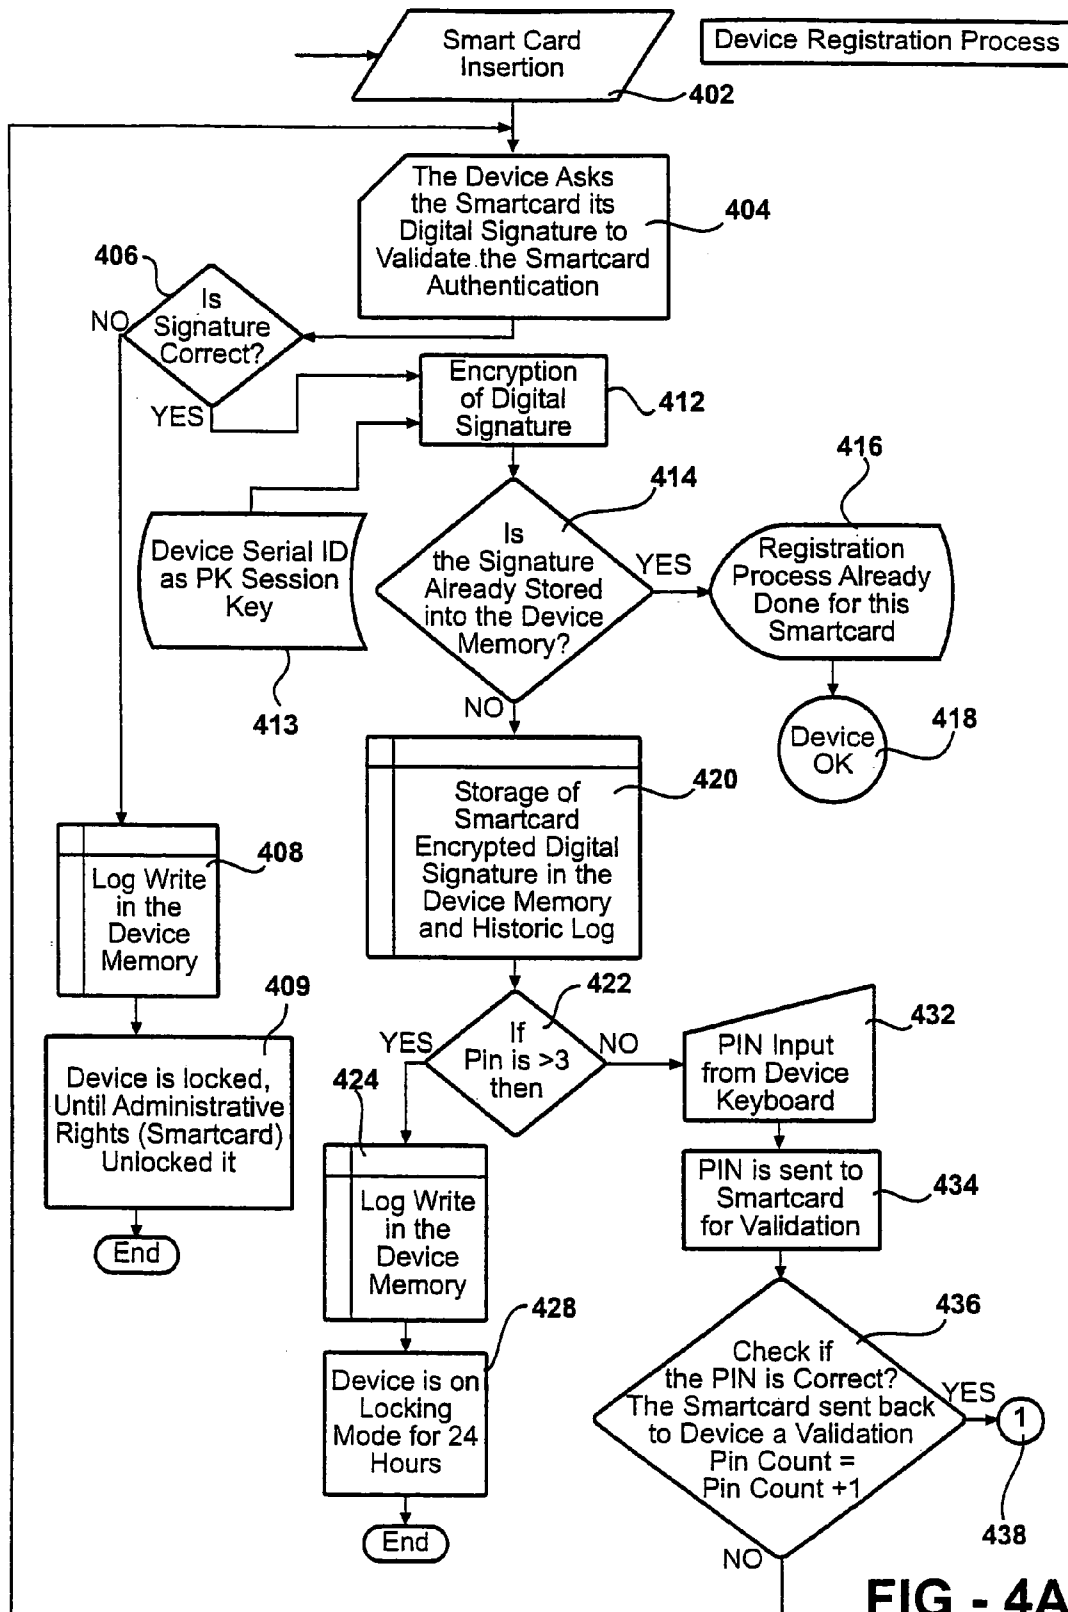 Smart Card
Insertion
402
Device Registration Process
The Device Asks
the Smartcard its
Digital Signature to
Validate the Smartcard
Authentication
404
406
Is
Signature
Correct?
NO
YES
Encryption
of Digital
Signature
412
Device Serial ID
as PK Session
Key
413
414
Is
the Signature
Already Stored
into the Device
Memory?
YES
NO
416
Registration
Process Already
Done for this
Smartcard
Device
OK
418
Storage of
Smartcard
Encrypted Digital
Signature in the
Device Memory
and Historic Log
420
Log Write
in the
Device
Memory
408
409
Device is locked,
Until Administrative
Rights (Smartcard)
Unlocked it
End
422
If
Pin is >3
then
YES
NO
424
Log Write
in the
Device
Memory
428
Device is on
Locking
Mode for 24
Hours
End
432
PIN Input
from Device
Keyboard
PIN is sent to
Smartcard
for Validation
434
436
Check if
the PIN is Correct?
The Smartcard sent back
to Device a Validation
Pin Count =
Pin Count +1
YES
1
438
NO
FIG - 4A